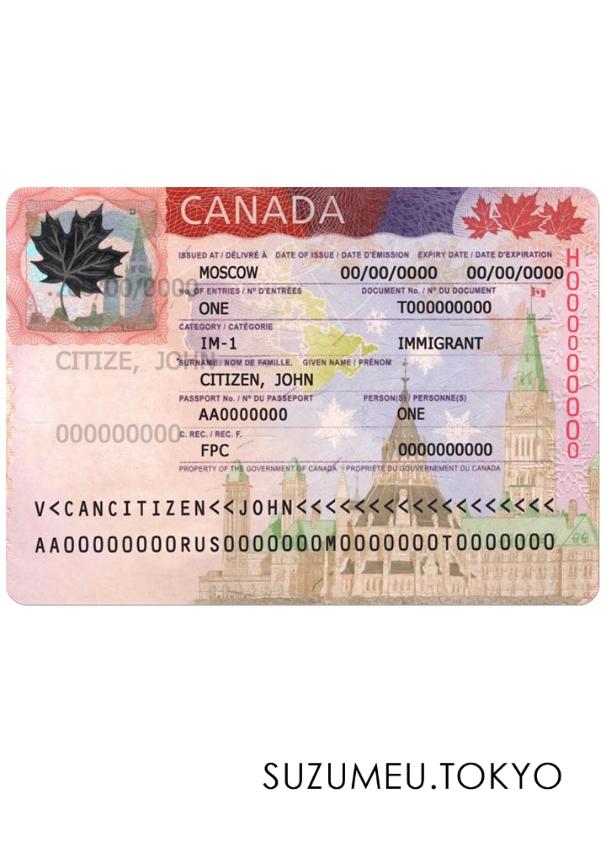 CANADA
ISSUED AT / DÉLIVRÉ À DATE OF ISSUE / DATE D'ÉMISSION EXPIRY DATE / DATE D'EXPIRATION
MOSCOW 00/00/0000 00/00/0000
No. OF ENTRIES / Nº D'ENTRÉES DOCUMENT No. / Nº DU DOCUMENT
00/0000
ONE T000000000
CATEGORY / CATÉGORIE
IM-1 IMMIGRANT
SURNAME / NOM DE FAMILLE, GIVEN NAME / PRÉNOM
CITIZE, JOHN
CITIZEN, JOHN
PASSPORT No. / Nº DU PASSEPORT PERSON(S) / PERSONNE(S)
AA0000000 ONE
000000000
C. REC. / REC. F.
FPC 0000000000
PROPERTY OF THE GOVERNMENT OF CANADA PROPRIÉTÉ DU GOUVERNEMENT DU CANADA
H000000000
V<CANCITIZEN<<JOHN<<<<<<<<<<<<<<<<<<
AA00000000RUS0000000M0000000T0000000
SUZUMEU.TOKYO